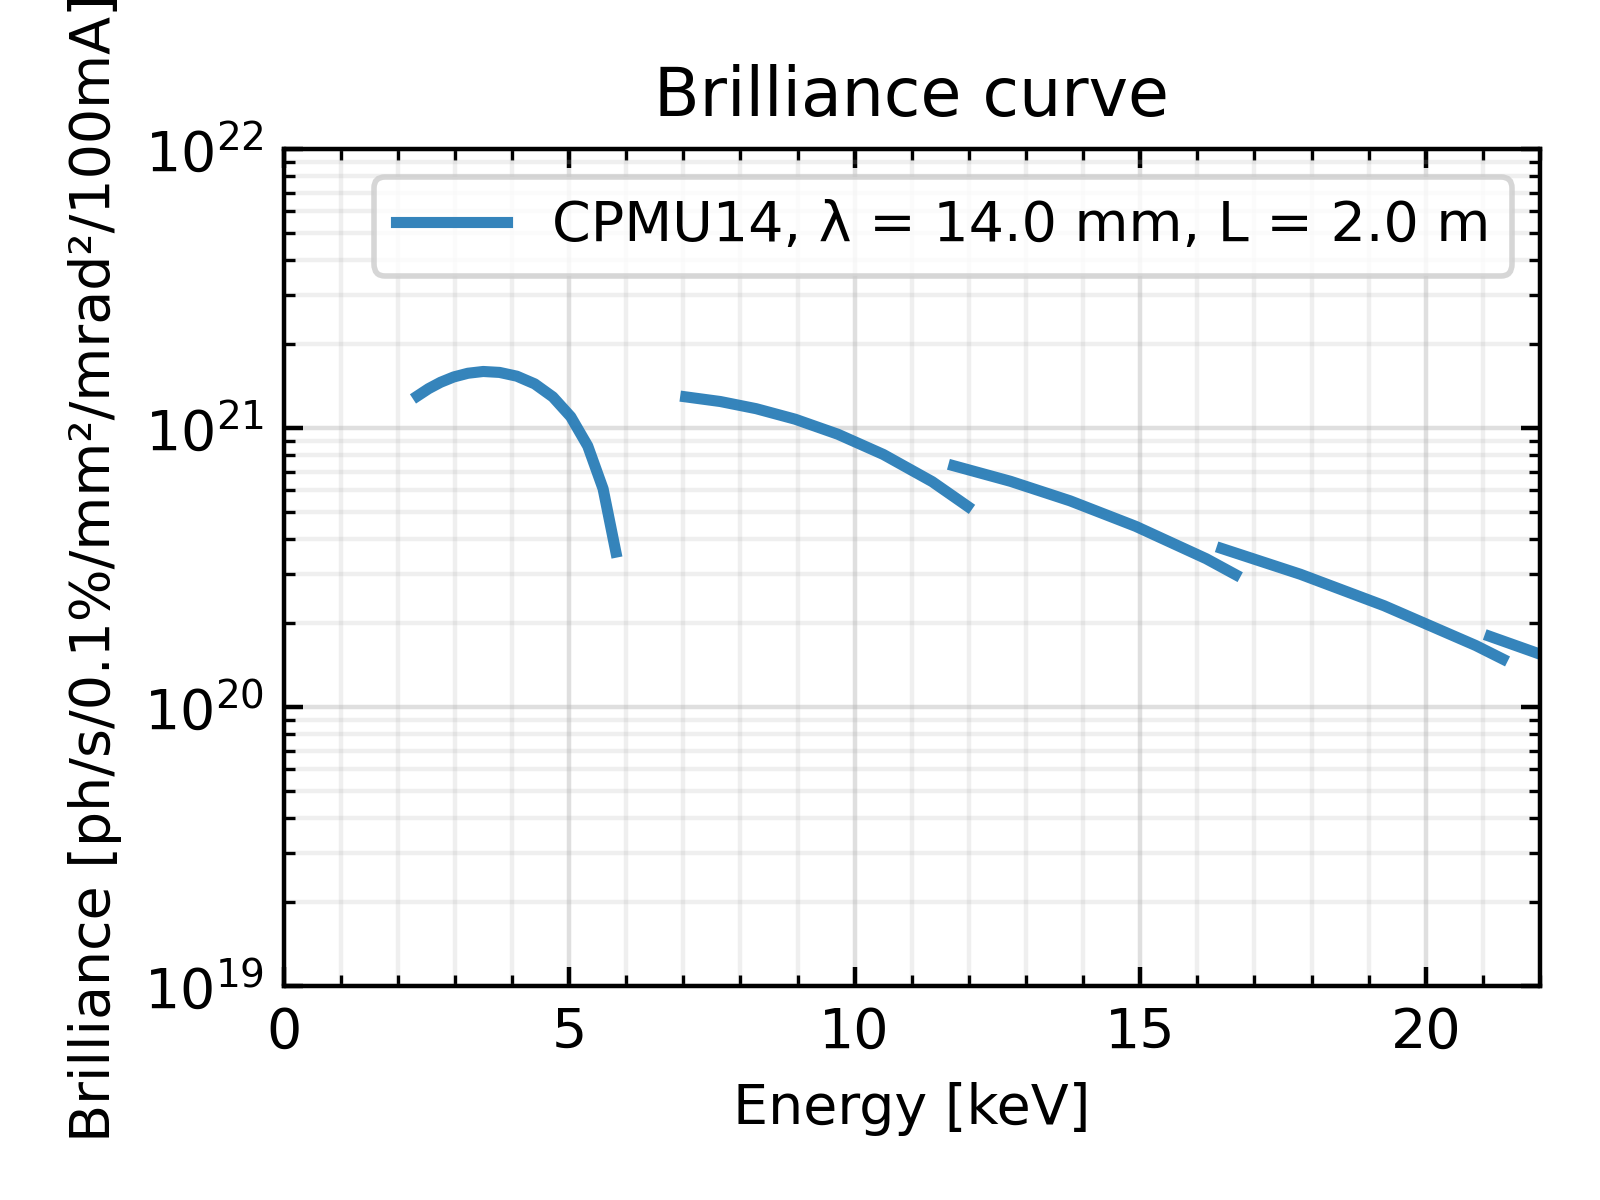 Brilliance curve
Brilliance [ph/s/0.1%/mm²/mrad²/100mA]
10²²
10²¹
10²⁰
10¹⁹
CPMU14, λ = 14.0 mm, L = 2.0 m
0 5 10 15 20
Energy [keV]